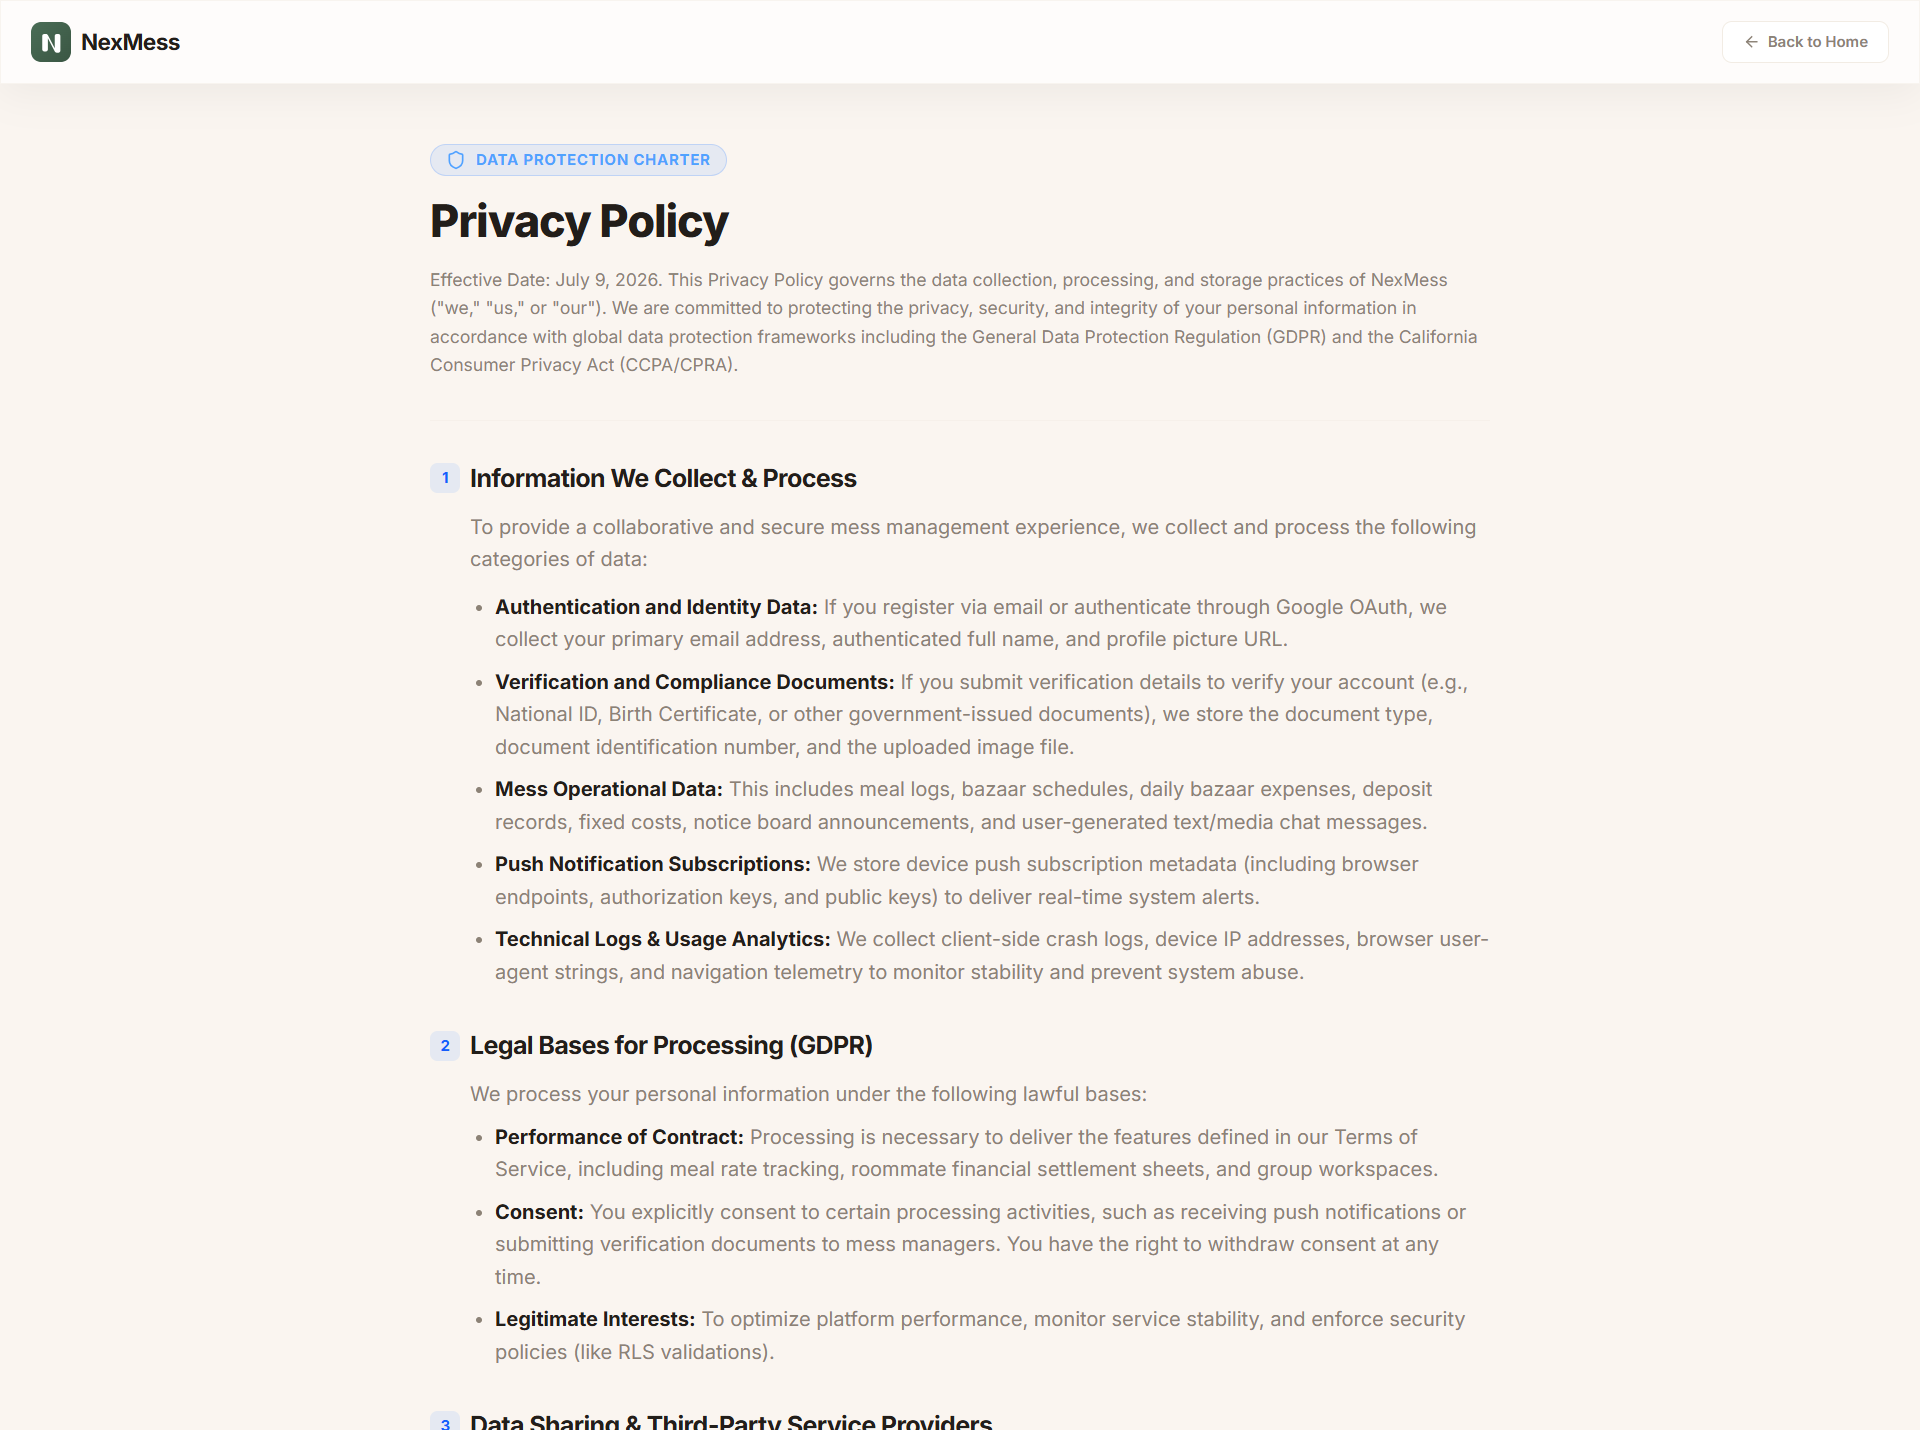 NexMess
Back to Home
DATA PROTECTION CHARTER
Privacy Policy
Effective Date: July 9, 2026. This Privacy Policy governs the data collection, processing, and storage practices of NexMess
("we," "us," or "our"). We are committed to protecting the privacy, security, and integrity of your personal information in
accordance with global data protection frameworks including the General Data Protection Regulation (GDPR) and the California
Consumer Privacy Act (CCPA/CPRA).
1 Information We Collect & Process
To provide a collaborative and secure mess management experience, we collect and process the following
categories of data:
• Authentication and Identity Data: If you register via email or authenticate through Google OAuth, we
collect your primary email address, authenticated full name, and profile picture URL.
• Verification and Compliance Documents: If you submit verification details to verify your account (e.g.,
National ID, Birth Certificate, or other government-issued documents), we store the document type,
document identification number, and the uploaded image file.
• Mess Operational Data: This includes meal logs, bazaar schedules, daily bazaar expenses, deposit
records, fixed costs, notice board announcements, and user-generated text/media chat messages.
• Push Notification Subscriptions: We store device push subscription metadata (including browser
endpoints, authorization keys, and public keys) to deliver real-time system alerts.
• Technical Logs & Usage Analytics: We collect client-side crash logs, device IP addresses, browser user-
agent strings, and navigation telemetry to monitor stability and prevent system abuse.
2 Legal Bases for Processing (GDPR)
We process your personal information under the following lawful bases:
• Performance of Contract: Processing is necessary to deliver the features defined in our Terms of
Service, including meal rate tracking, roommate financial settlement sheets, and group workspaces.
• Consent: You explicitly consent to certain processing activities, such as receiving push notifications or
submitting verification documents to mess managers. You have the right to withdraw consent at any
time.
• Legitimate Interests: To optimize platform performance, monitor service stability, and enforce security
policies (like RLS validations).
3 Data Sharing & Third-Party Service Providers